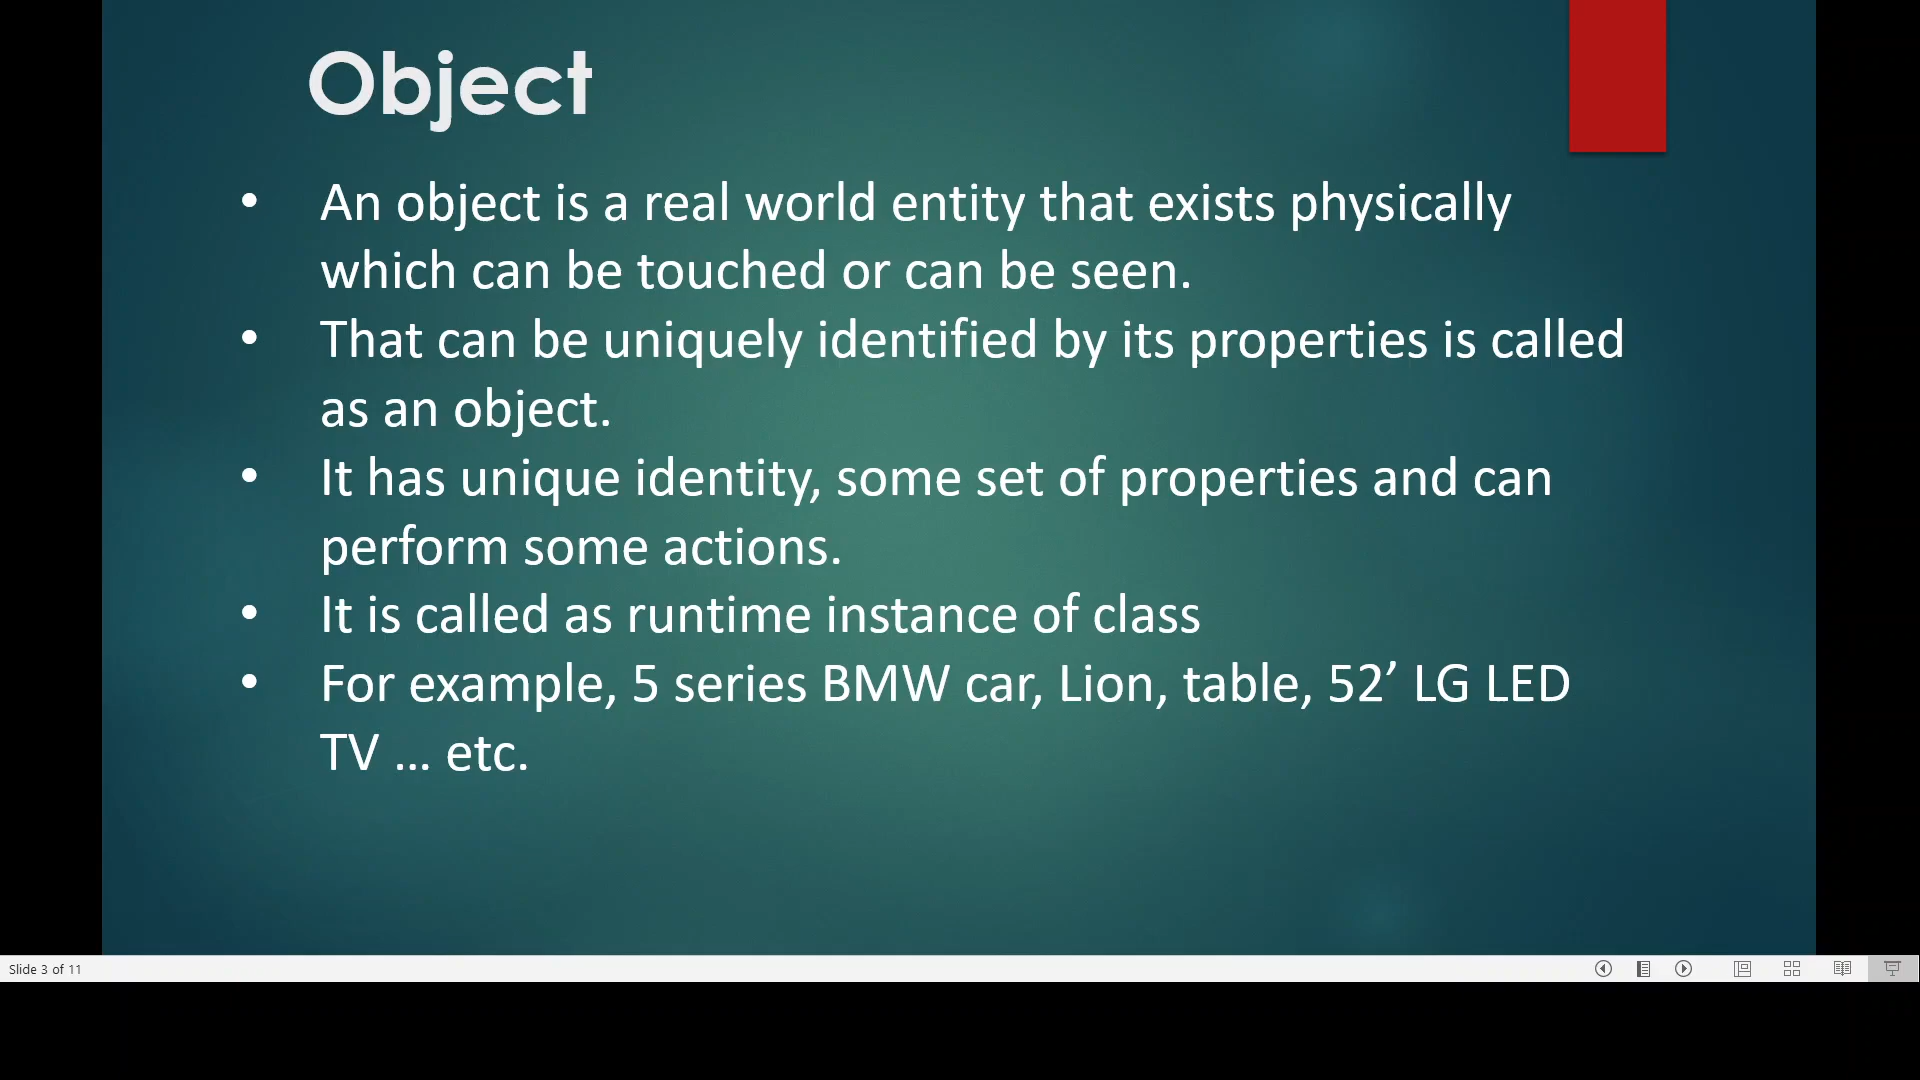 Object
• An object is a real world entity that exists physically
which can be touched or can be seen.
• That can be uniquely identified by its properties is called
as an object.
• It has unique identity, some set of properties and can
perform some actions.
• It is called as runtime instance of class
• For example, 5 series BMW car, Lion, table, 52’ LG LED
TV … etc.
Slide 3 of 11